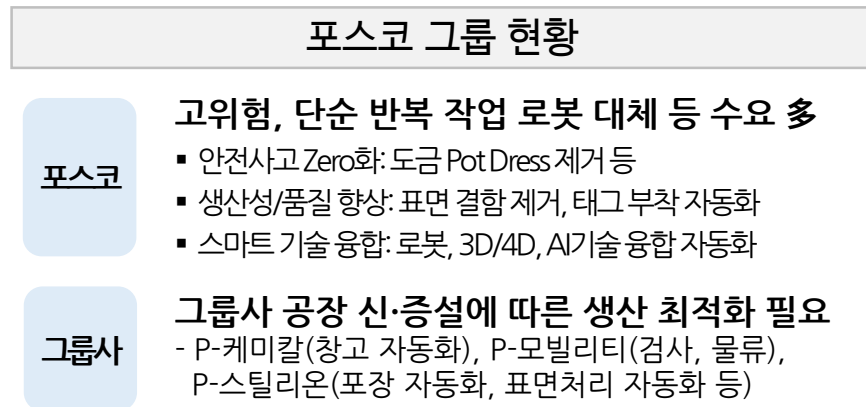 포스코 그룹 현황
포스코
고위험, 단순 반복 작업 로봇 대체 등 수요 多
▪ 안전사고 Zero화: 도금 Pot Dress 제거 등
▪ 생산성/품질 향상: 표면 결함 제거, 태그 부착 자동화
▪ 스마트 기술 융합: 로봇, 3D/4D, AI기술 융합 자동화
그룹사
그룹사 공장 신·증설에 따른 생산 최적화 필요
- P-케미칼(창고 자동화), P-모빌리티(검사, 물류),
P-스틸리온(포장 자동화, 표면처리 자동화 등)